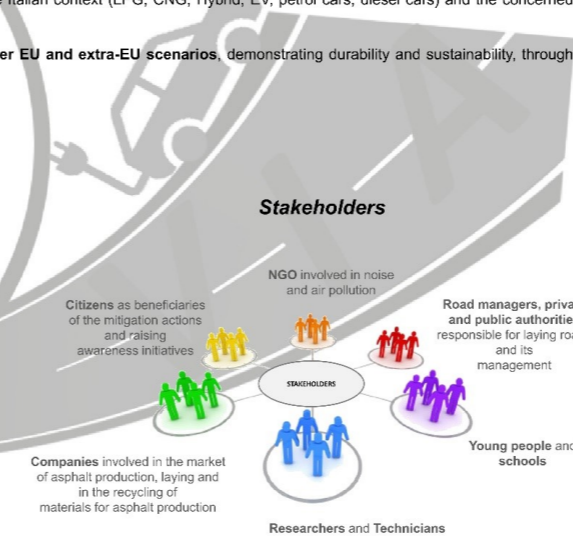 Italian context (LPG, CNG, Hybrid, EV, petrol cars, diesel cars) and the concerned
er EU and extra-EU scenarios, demonstrating durability and sustainability, through
Stakeholders
NGO involved in noise
and air pollution
Citizens as beneficiaries
of the mitigation actions
and raising
awareness initiatives
Road managers, priva
and public authoritie
responsible for laying roa
and its
management
STAKEHOLDERS
Companies involved in the market
of asphalt production, laying and
in the recycling of
materials for asphalt production
Young people and
schools
Researchers and Technicians
VIA